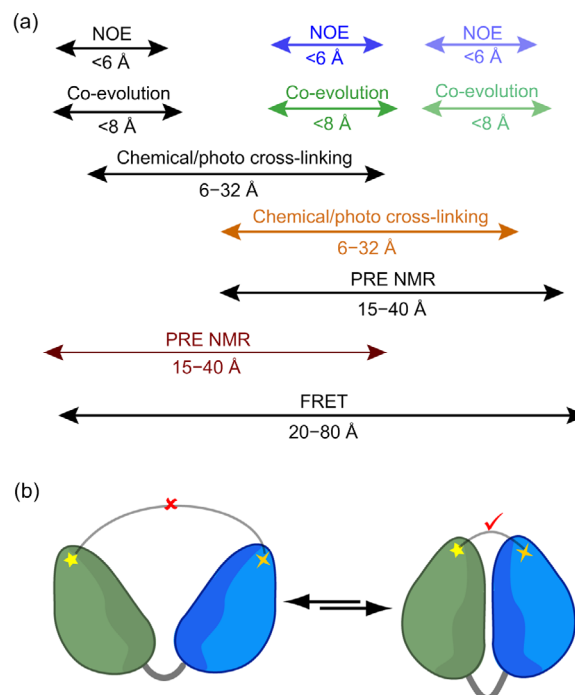 (a)
NOE NOE NOE
<6 Å <6 Å <6 Å
Co-evolution Co-evolution Co-evolution
<8 Å <8 Å <8 Å
Chemical/photo cross-linking
6−32 Å
Chemical/photo cross-linking
6−32 Å
PRE NMR
15−40 Å
PRE NMR
15−40 Å
FRET
20−80 Å
(b)